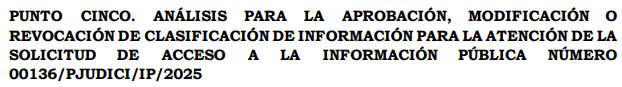 PUNTO CINCO. ANÁLISIS PARA LA APROBACIÓN, MODIFICACIÓN O
REVOCACIÓN DE CLASIFICACIÓN DE INFORMACIÓN PARA LA ATENCIÓN DE LA
SOLICITUD DE ACCESO A LA INFORMACIÓN PÚBLICA NÚMERO
00136/PJUDICI/IP/2025